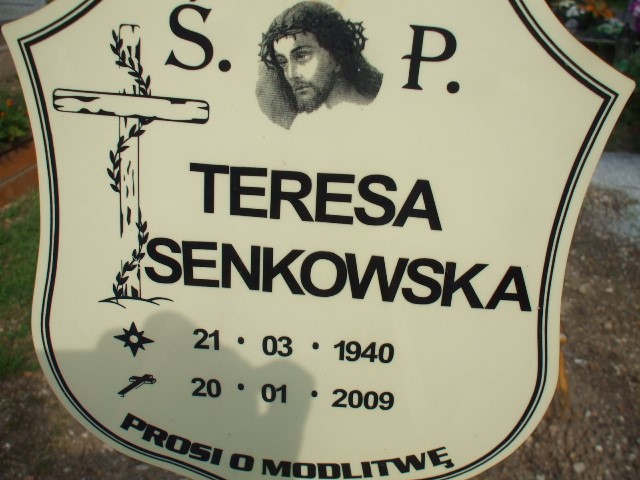 Ś. P.
TERESA
SENKOWSKA
21 · 03 · 1940
20 · 01 · 2009
PROSI O MODLITWĘ